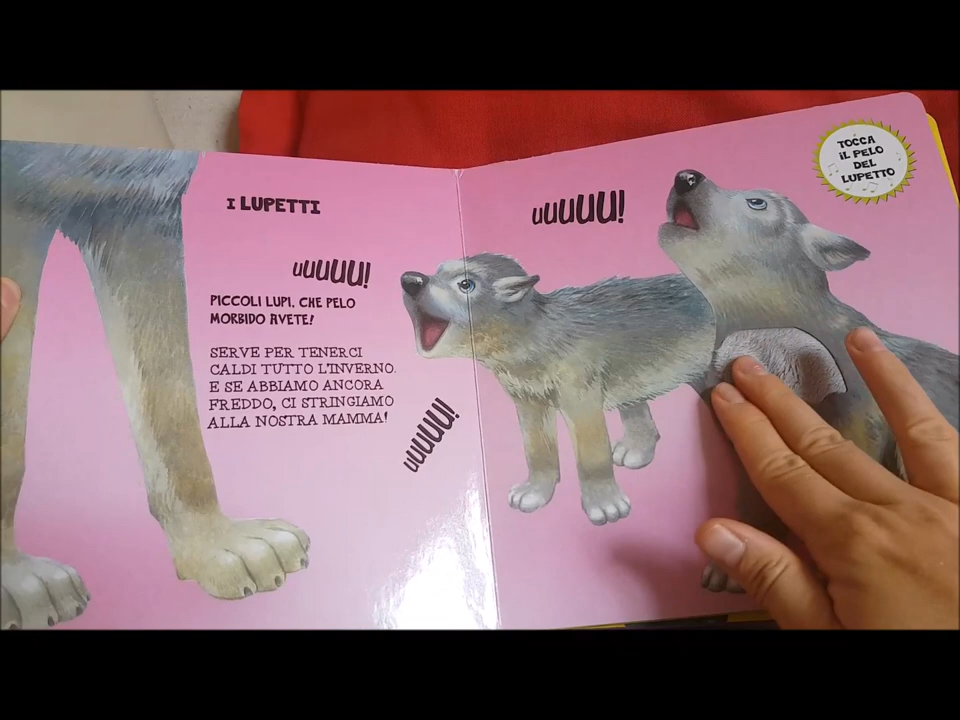 I LUPETTI
uuUUU!
PICCOLI LUPI, CHE PELO
MORBIDO AVETE!
SERVE PER TENERCI
CALDI TUTTO L'INVERNO.
E SE ABBIAMO ANCORA
FREDDO, CI STRINGIAMO
ALLA NOSTRA MAMMA!
uuUUU!
uuUUU!
TOCCA
IL PELO
DEL
LUPETTO